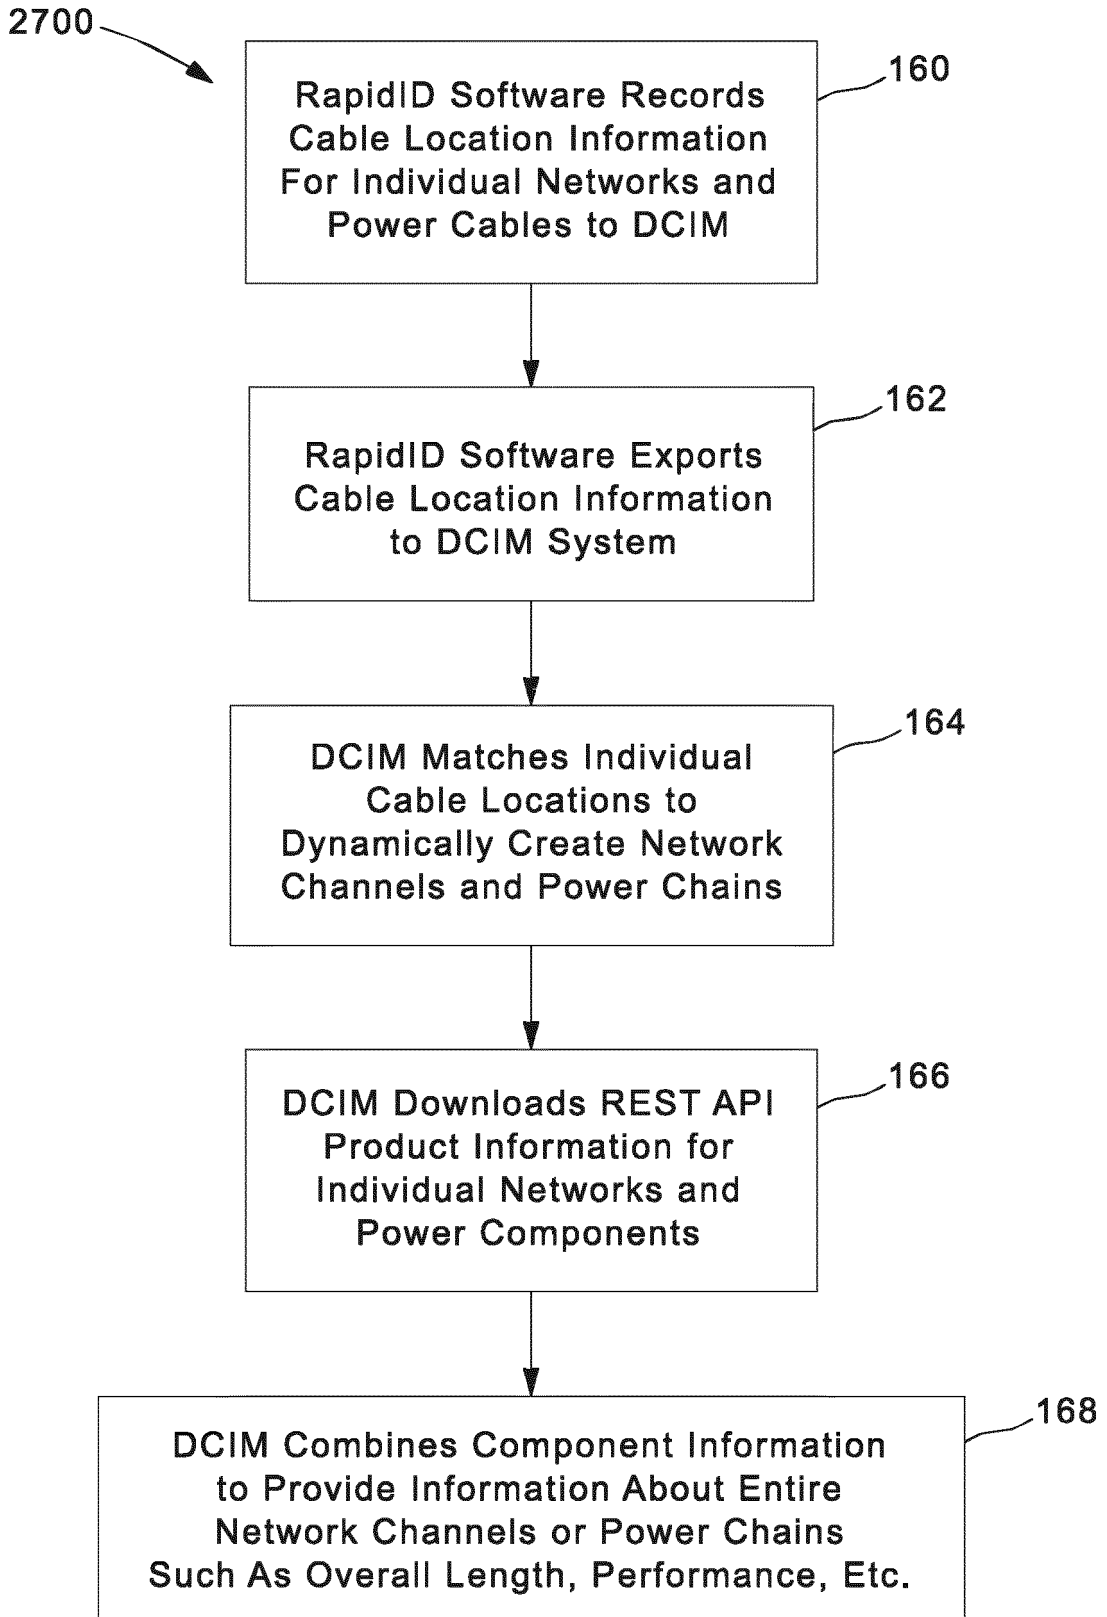 2700
160
RapidID Software Records
Cable Location Information
For Individual Networks and
Power Cables to DCIM
162
RapidID Software Exports
Cable Location Information
to DCIM System
164
DCIM Matches Individual
Cable Locations to
Dynamically Create Network
Channels and Power Chains
166
DCIM Downloads REST API
Product Information for
Individual Networks and
Power Components
168
DCIM Combines Component Information
to Provide Information About Entire
Network Channels or Power Chains
Such As Overall Length, Performance, Etc.